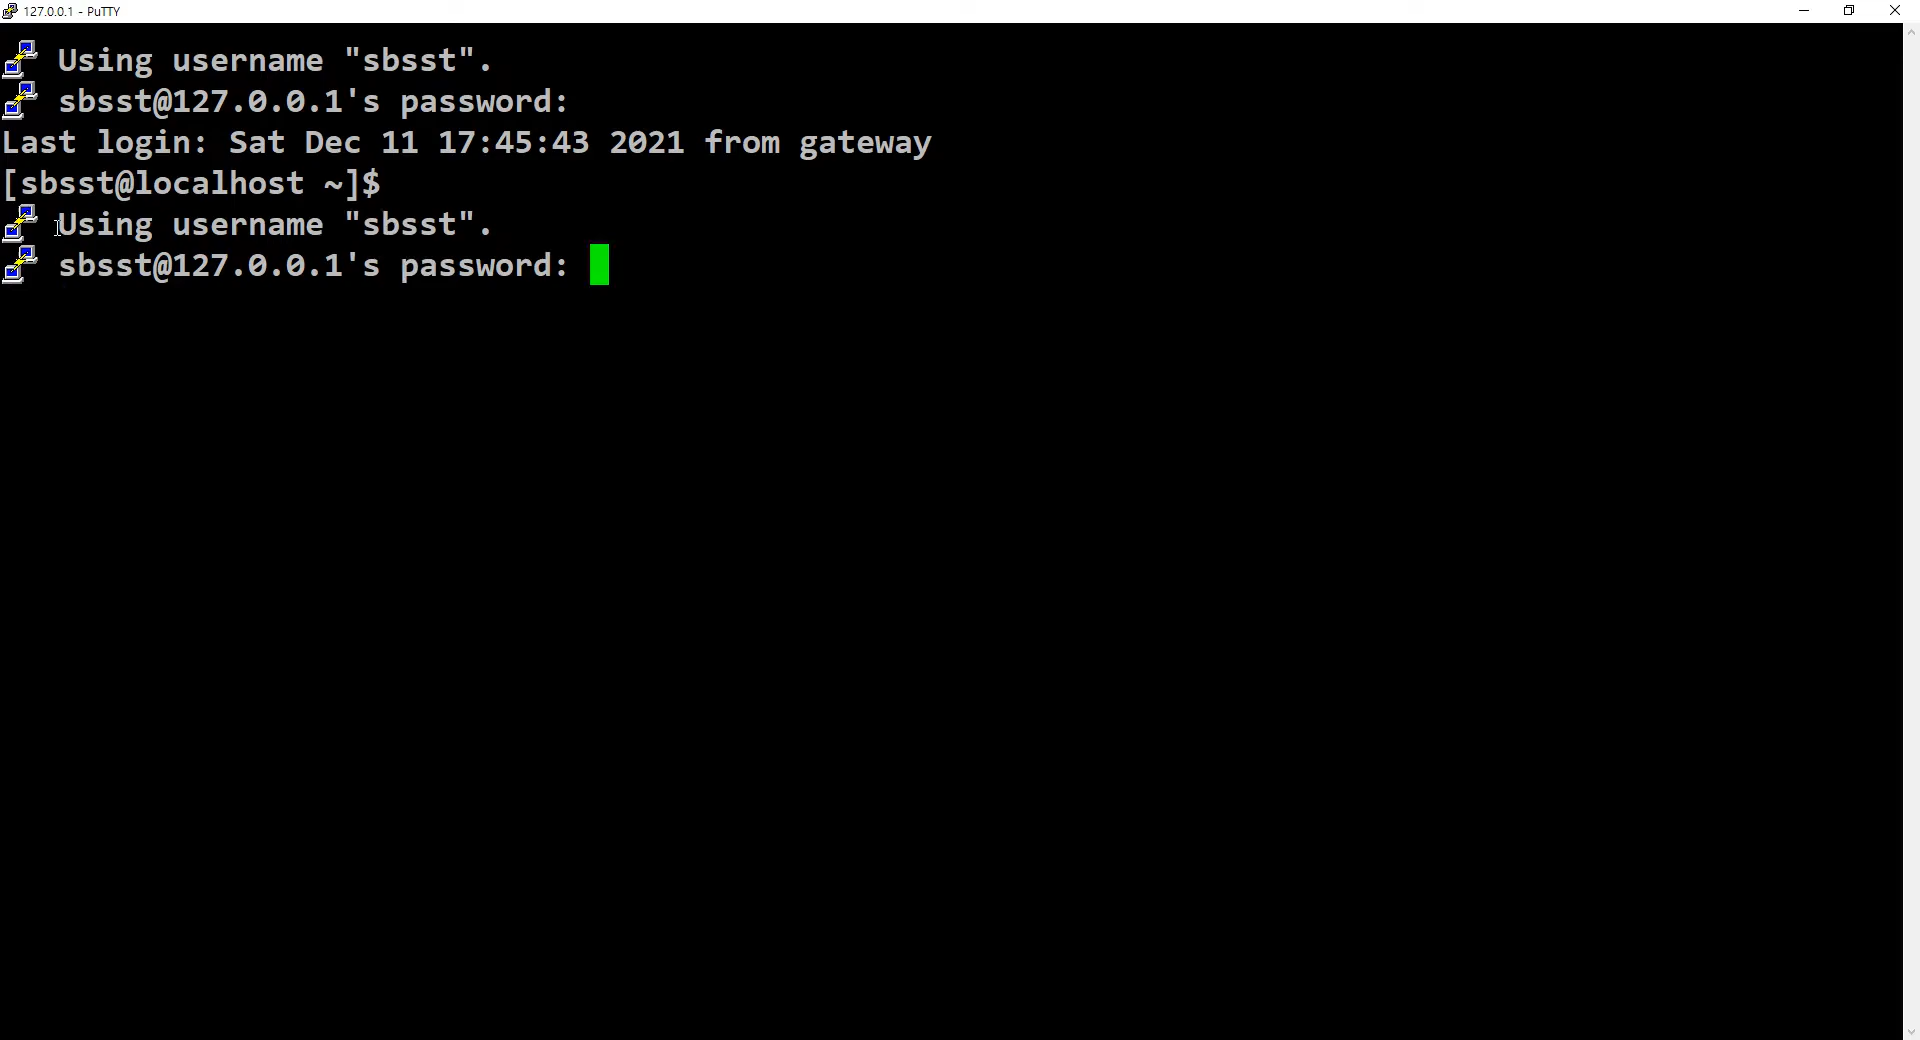 127.0.0.1 - PuTTY
Using username "sbsst".
sbsst@127.0.0.1's password:
Last login: Sat Dec 11 17:45:43 2021 from gateway
[sbsst@localhost ~]$
Using username "sbsst".
sbsst@127.0.0.1's password: